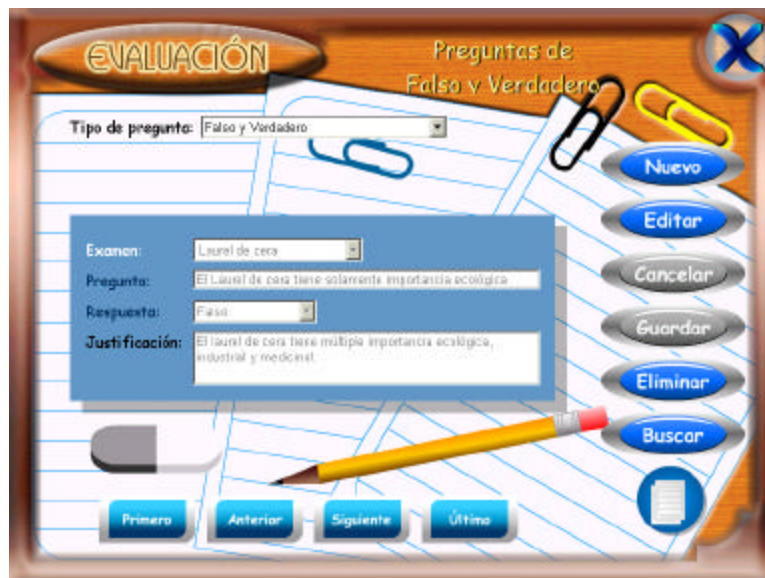 EVALUACIÓN
Preguntas de
Falso y Verdadero
Tipo de pregunta: Falso y Verdadero
Nuevo
Editar
Examen: Laurel de cera
Cancelar
Pregunta: El Laurel de cera tiene solamente importancia ecológica
Respuesta: Falso
Guardar
Justificación: El laurel de cera tiene múltiple importancia ecológica,
industrial y medicinal
Eliminar
Buscar
Primero
Anterior
Siguiente
Último